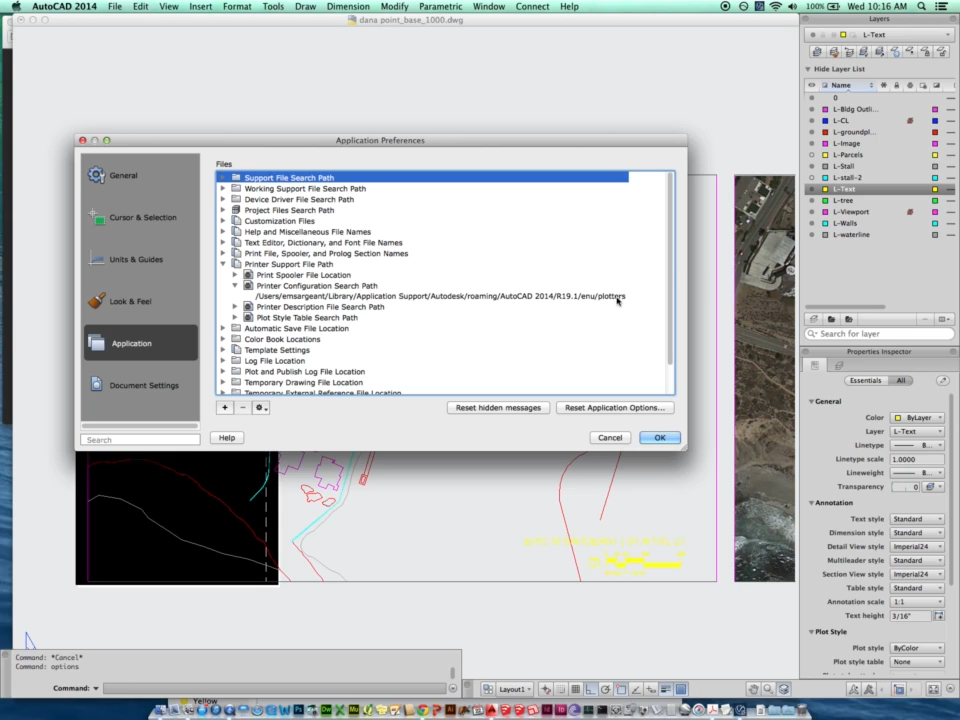 AutoCAD 2014 File Edit View Insert Format Tools Draw Dimension Modify Parametric Window Connect Help 100% Wed 10:16 AM
dana point_base_1000.dwg
Layers
L-Text
Hide Layer List
Name
0
L-Bldg Outli...
L-CL
L-groundpl...
L-Image
L-Parcels
L-Stall
L-stall-2
L-Text
L-tree
L-Viewport
L-Walls
L-waterline
Search for layer
Application Preferences
General
Cursor & Selection
Units & Guides
Look & Feel
Application
Document Settings
Search
Files
Support File Search Path
Working Support File Search Path
Device Driver File Search Path
Project Files Search Path
Customization Files
Help and Miscellaneous File Names
Text Editor, Dictionary, and Font File Names
Print File, Spooler, and Prolog Section Names
Printer Support File Path
Print Spooler File Location
Printer Configuration Search Path
/Users/emsargeant/Library/Application Support/Autodesk/roaming/AutoCAD 2014/R19.1/enu/plotters
Printer Description File Search Path
Plot Style Table Search Path
Automatic Save File Location
Color Book Locations
Template Settings
Log File Location
Plot and Publish Log File Location
Temporary Drawing File Location
Temporary External Reference File Location
+ −
Reset hidden messages Reset Application Options...
Help Cancel OK
Properties Inspector
Essentials All
General
Color ByLayer
Layer L-Text
Linetype B...
Linetype scale 1.0000
Lineweight B...
Transparency 0
Annotation
Text style Standard
Dimension style Standard
Detail View style Imperial24
Multileader style Standard
Section View style Imperial24
Table style Standard
Annotation scale 1:1
Text height 3/16"
Plot Style
Plot style ByColor
Plot style table None
Command: *Cancel*
Command: options
Command:
Layout1
Yellow